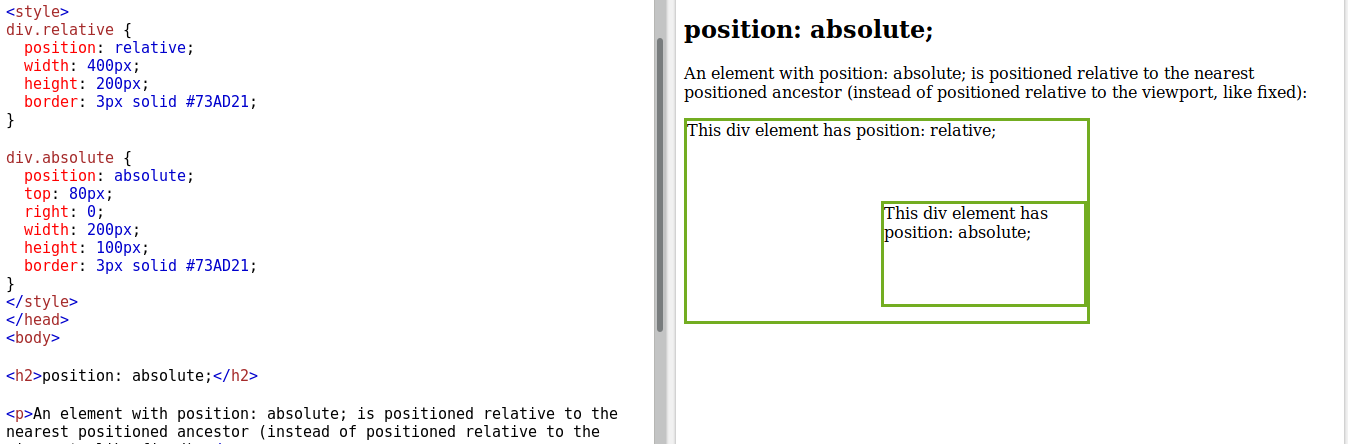 <style>
div.relative {
  position: relative;
  width: 400px;
  height: 200px;
  border: 3px solid #73AD21;
}
div.absolute {
  position: absolute;
  top: 80px;
  right: 0;
  width: 200px;
  height: 100px;
  border: 3px solid #73AD21;
}
</style>
</head>
<body>
<h2>position: absolute;</h2>
<p>An element with position: absolute; is positioned relative to the
nearest positioned ancestor (instead of positioned relative to the
position: absolute;
An element with position: absolute; is positioned relative to the nearest
positioned ancestor (instead of positioned relative to the viewport, like fixed):
This div element has position: relative;
This div element has
position: absolute;